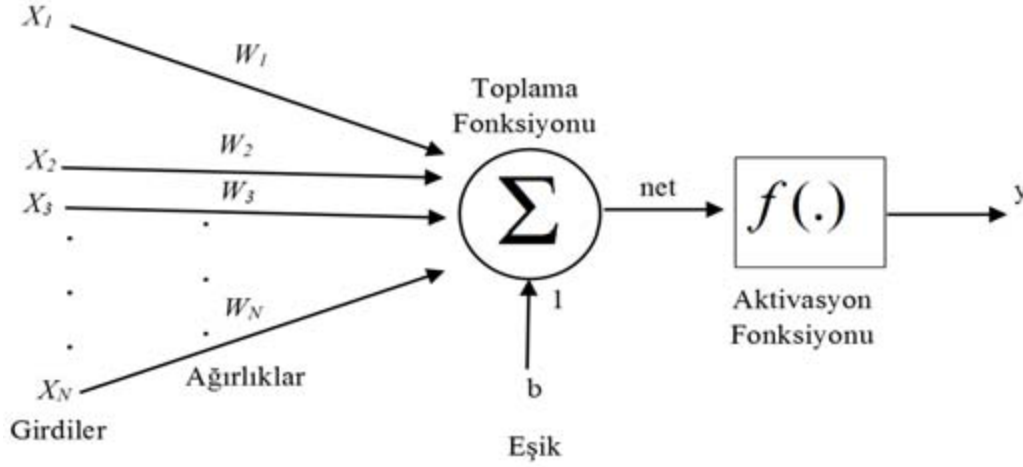 X1
W1
Toplama
Fonksiyonu
X2
W2
X3
W3
Σ
net
f(.)
y
WN
1
Aktivasyon
Fonksiyonu
XN
Ağırlıklar
b
Girdiler
Eşik